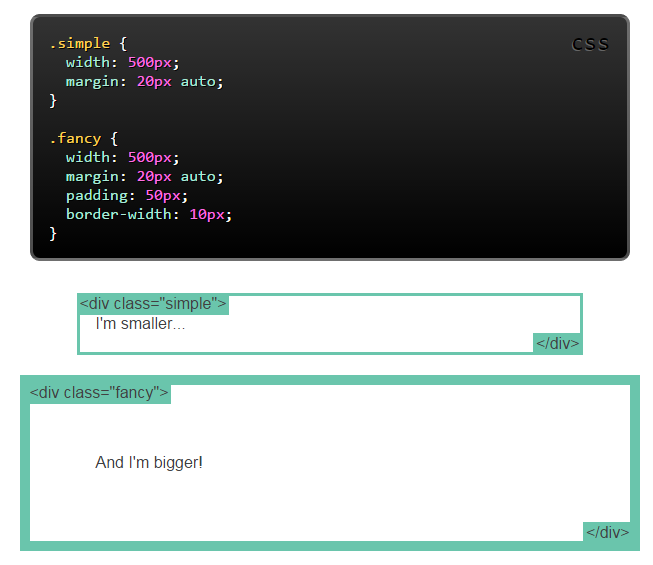 .simple {
CSS
  width: 500px;
  margin: 20px auto;
}

.fancy {
  width: 500px;
  margin: 20px auto;
  padding: 50px;
  border-width: 10px;
}
<div class="simple">
I'm smaller...
</div>
<div class="fancy">
And I'm bigger!
</div>